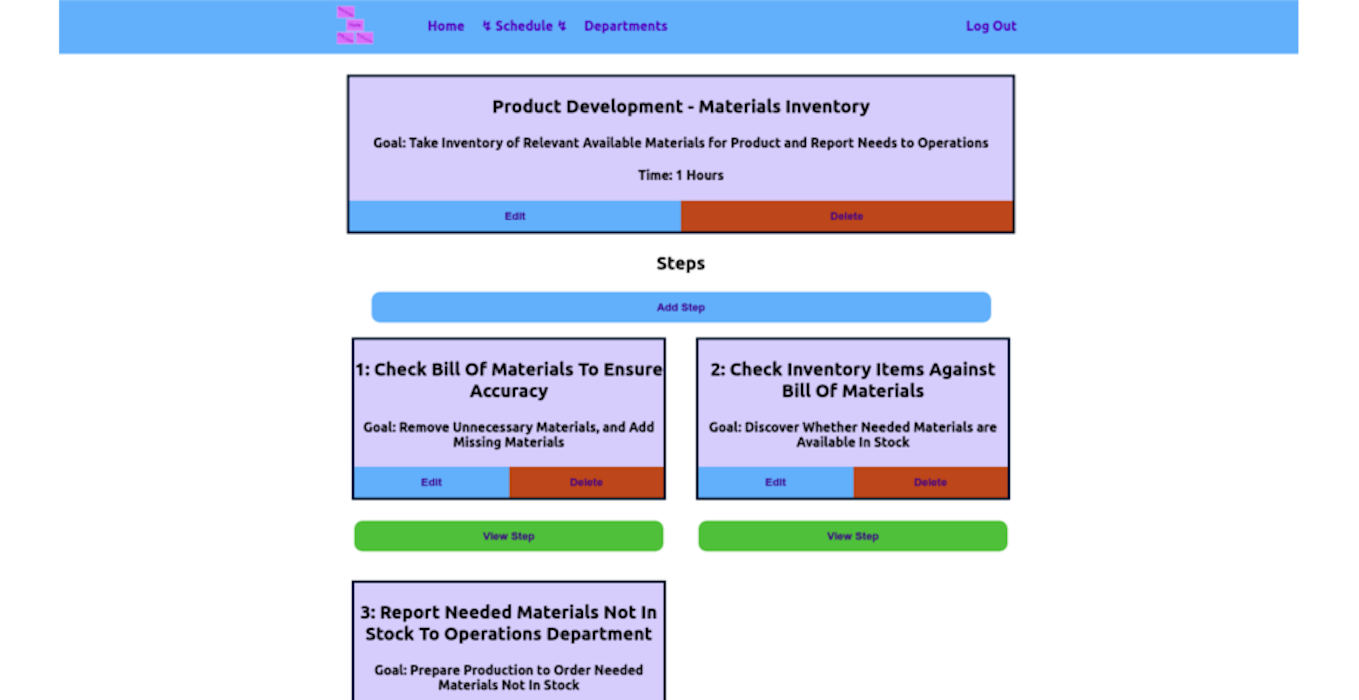 Home ↯ Schedule ↯ Departments Log Out
Product Development - Materials Inventory
Goal: Take Inventory of Relevant Available Materials for Product and Report Needs to Operations
Time: 1 Hours
Edit Delete
Steps
Add Step
1: Check Bill Of Materials To Ensure
Accuracy
Goal: Remove Unnecessary Materials, and Add
Missing Materials
Edit Delete
View Step
2: Check Inventory Items Against
Bill Of Materials
Goal: Discover Whether Needed Materials are
Available In Stock
Edit Delete
View Step
3: Report Needed Materials Not In
Stock To Operations Department
Goal: Prepare Production to Order Needed
Materials Not In Stock